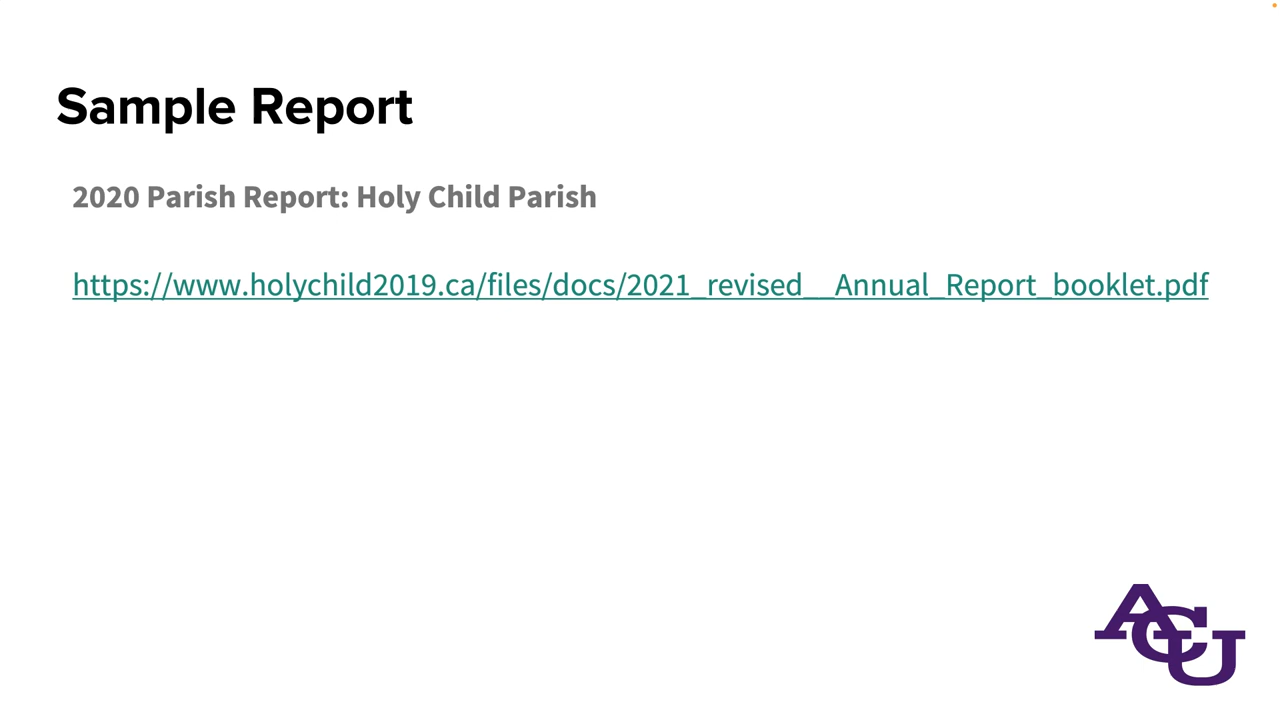 Sample Report
2020 Parish Report: Holy Child Parish
https://www.holychild2019.ca/files/docs/2021_revised__Annual_Report_booklet.pdf
ACU